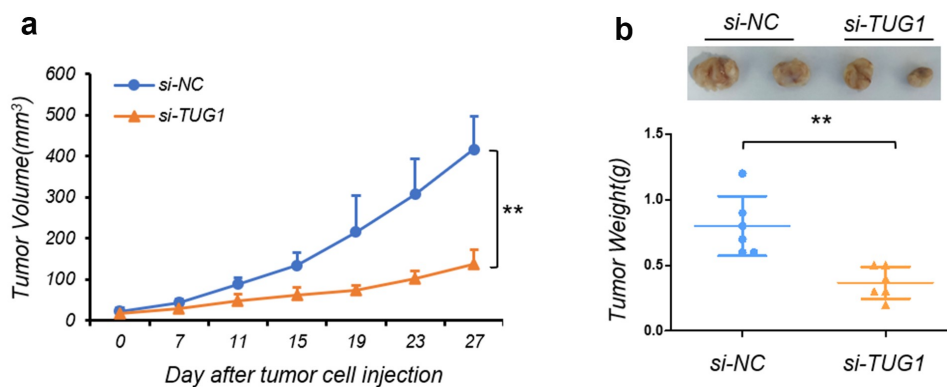 a
Tumor Volume(mm³)
600
500
400
300
200
100
0
si-NC
si-TUG1
**
0 7 11 15 19 23 27
Day after tumor cell injection
b
si-NC si-TUG1
**
Tumor Weight(g)
1.5
1.0
0.5
0.0
si-NC si-TUG1